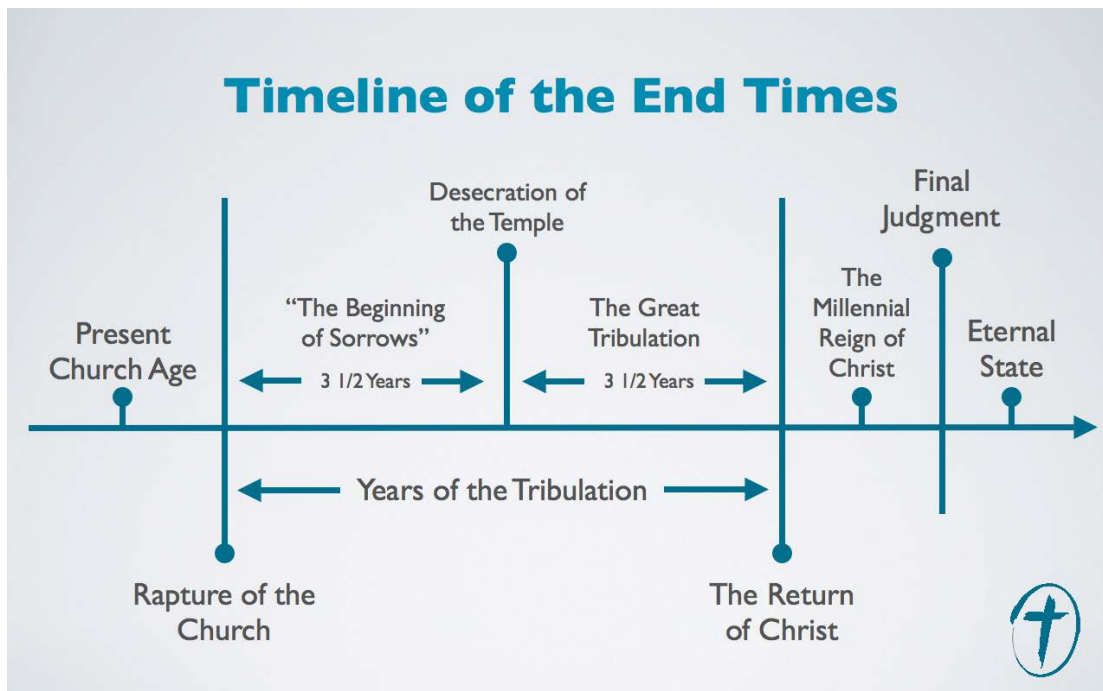 Timeline of the End Times
Present
Church Age
Rapture of the
Church
“The Beginning
of Sorrows”
3 1/2 Years
Desecration of
the Temple
The Great
Tribulation
3 1/2 Years
Years of the Tribulation
The Return
of Christ
The
Millennial
Reign of
Christ
Final
Judgment
Eternal
State